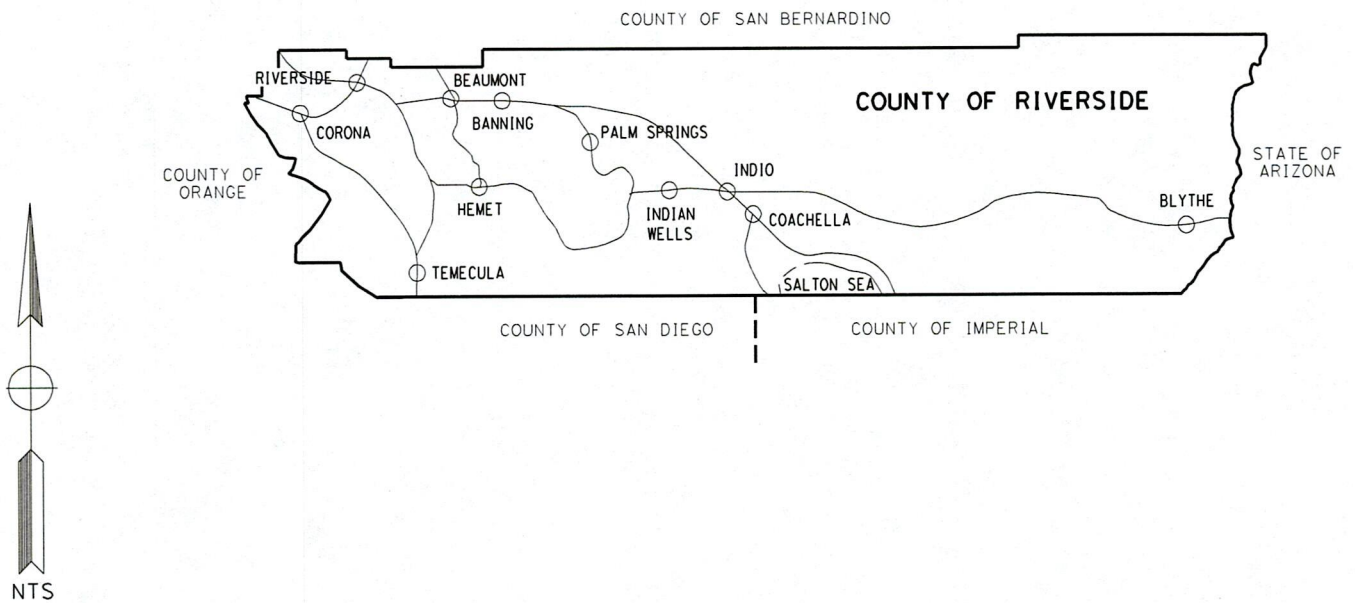 COUNTY OF SAN BERNARDINO
RIVERSIDE
BEAUMONT
COUNTY OF RIVERSIDE
CORONA
BANNING
PALM SPRINGS
COUNTY OF
ORANGE
STATE OF
ARIZONA
INDIO
HEMET
INDIAN
WELLS
COACHELLA
BLYTHE
TEMECULA
SALTON SEA
COUNTY OF SAN DIEGO
COUNTY OF IMPERIAL
NTS